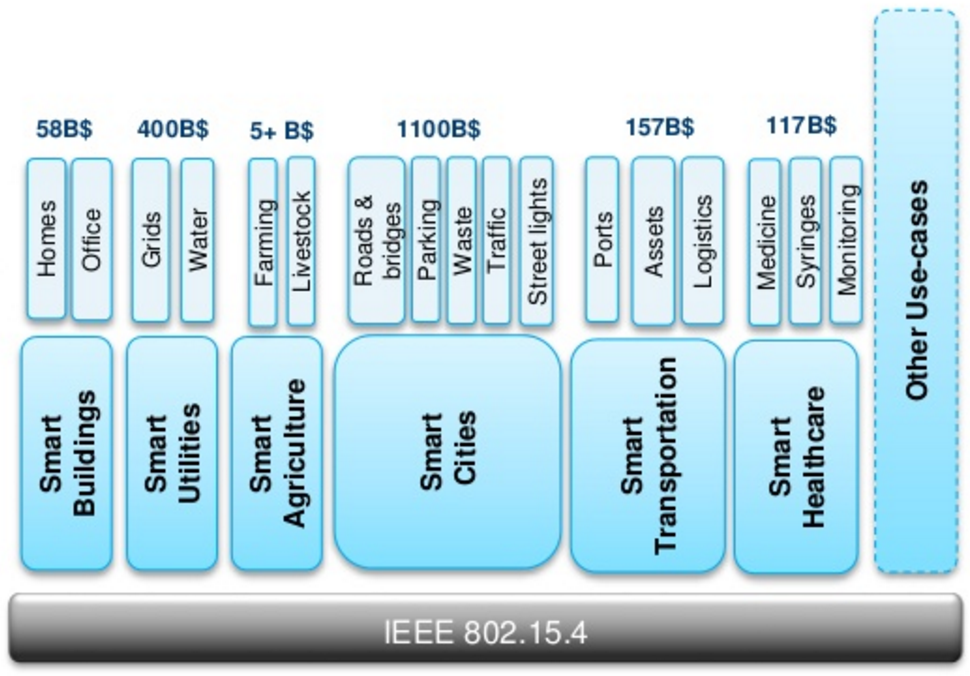 58B$
400B$
5+ B$
1100B$
157B$
117B$
Homes
Office
Grids
Water
Farming
Livestock
Roads &
bridges
Parking
Waste
Traffic
Street lights
Ports
Assets
Logistics
Medicine
Syringes
Monitoring
Other Use-cases
Smart
Buildings
Smart
Utilities
Smart
Agriculture
Smart
Cities
Smart
Transportation
Smart
Healthcare
IEEE 802.15.4